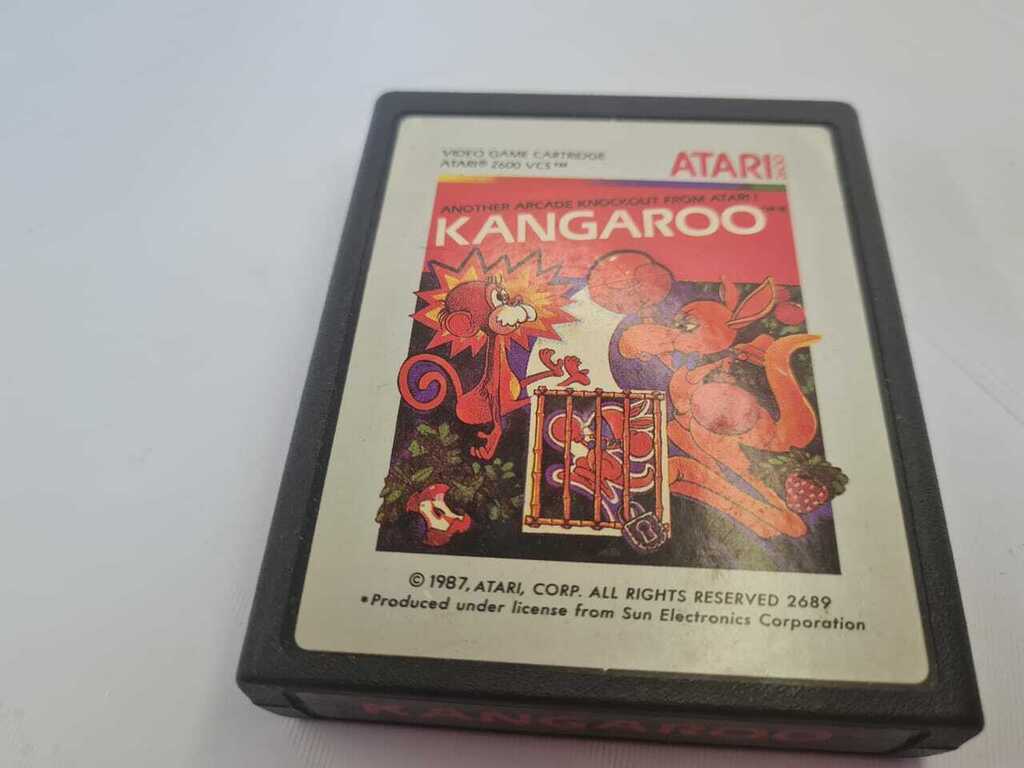 VIDEO GAME CARTRIDGE
ATARI® 2600 VCS™
ATARI 2600
ANOTHER ARCADE KNOCKOUT FROM ATARI!
KANGAROO
© 1987, ATARI, CORP. ALL RIGHTS RESERVED 2689
*Produced under license from Sun Electronics Corporation
KANGAROO